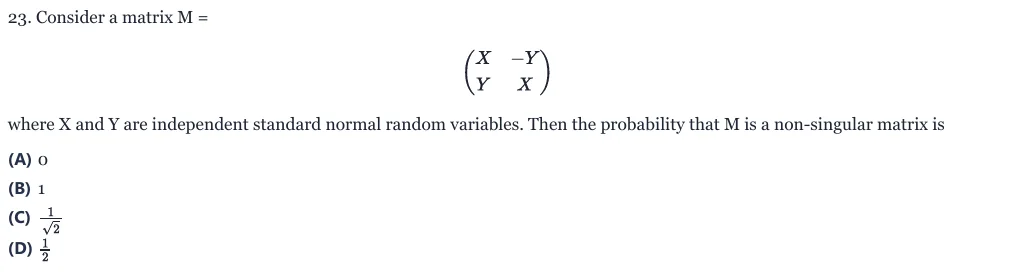 23. Consider a matrix M =
(X −Y
Y X)
where X and Y are independent standard normal random variables. Then the probability that M is a non-singular matrix is
(A) 0
(B) 1
(C) 1/√2
(D) 1/2